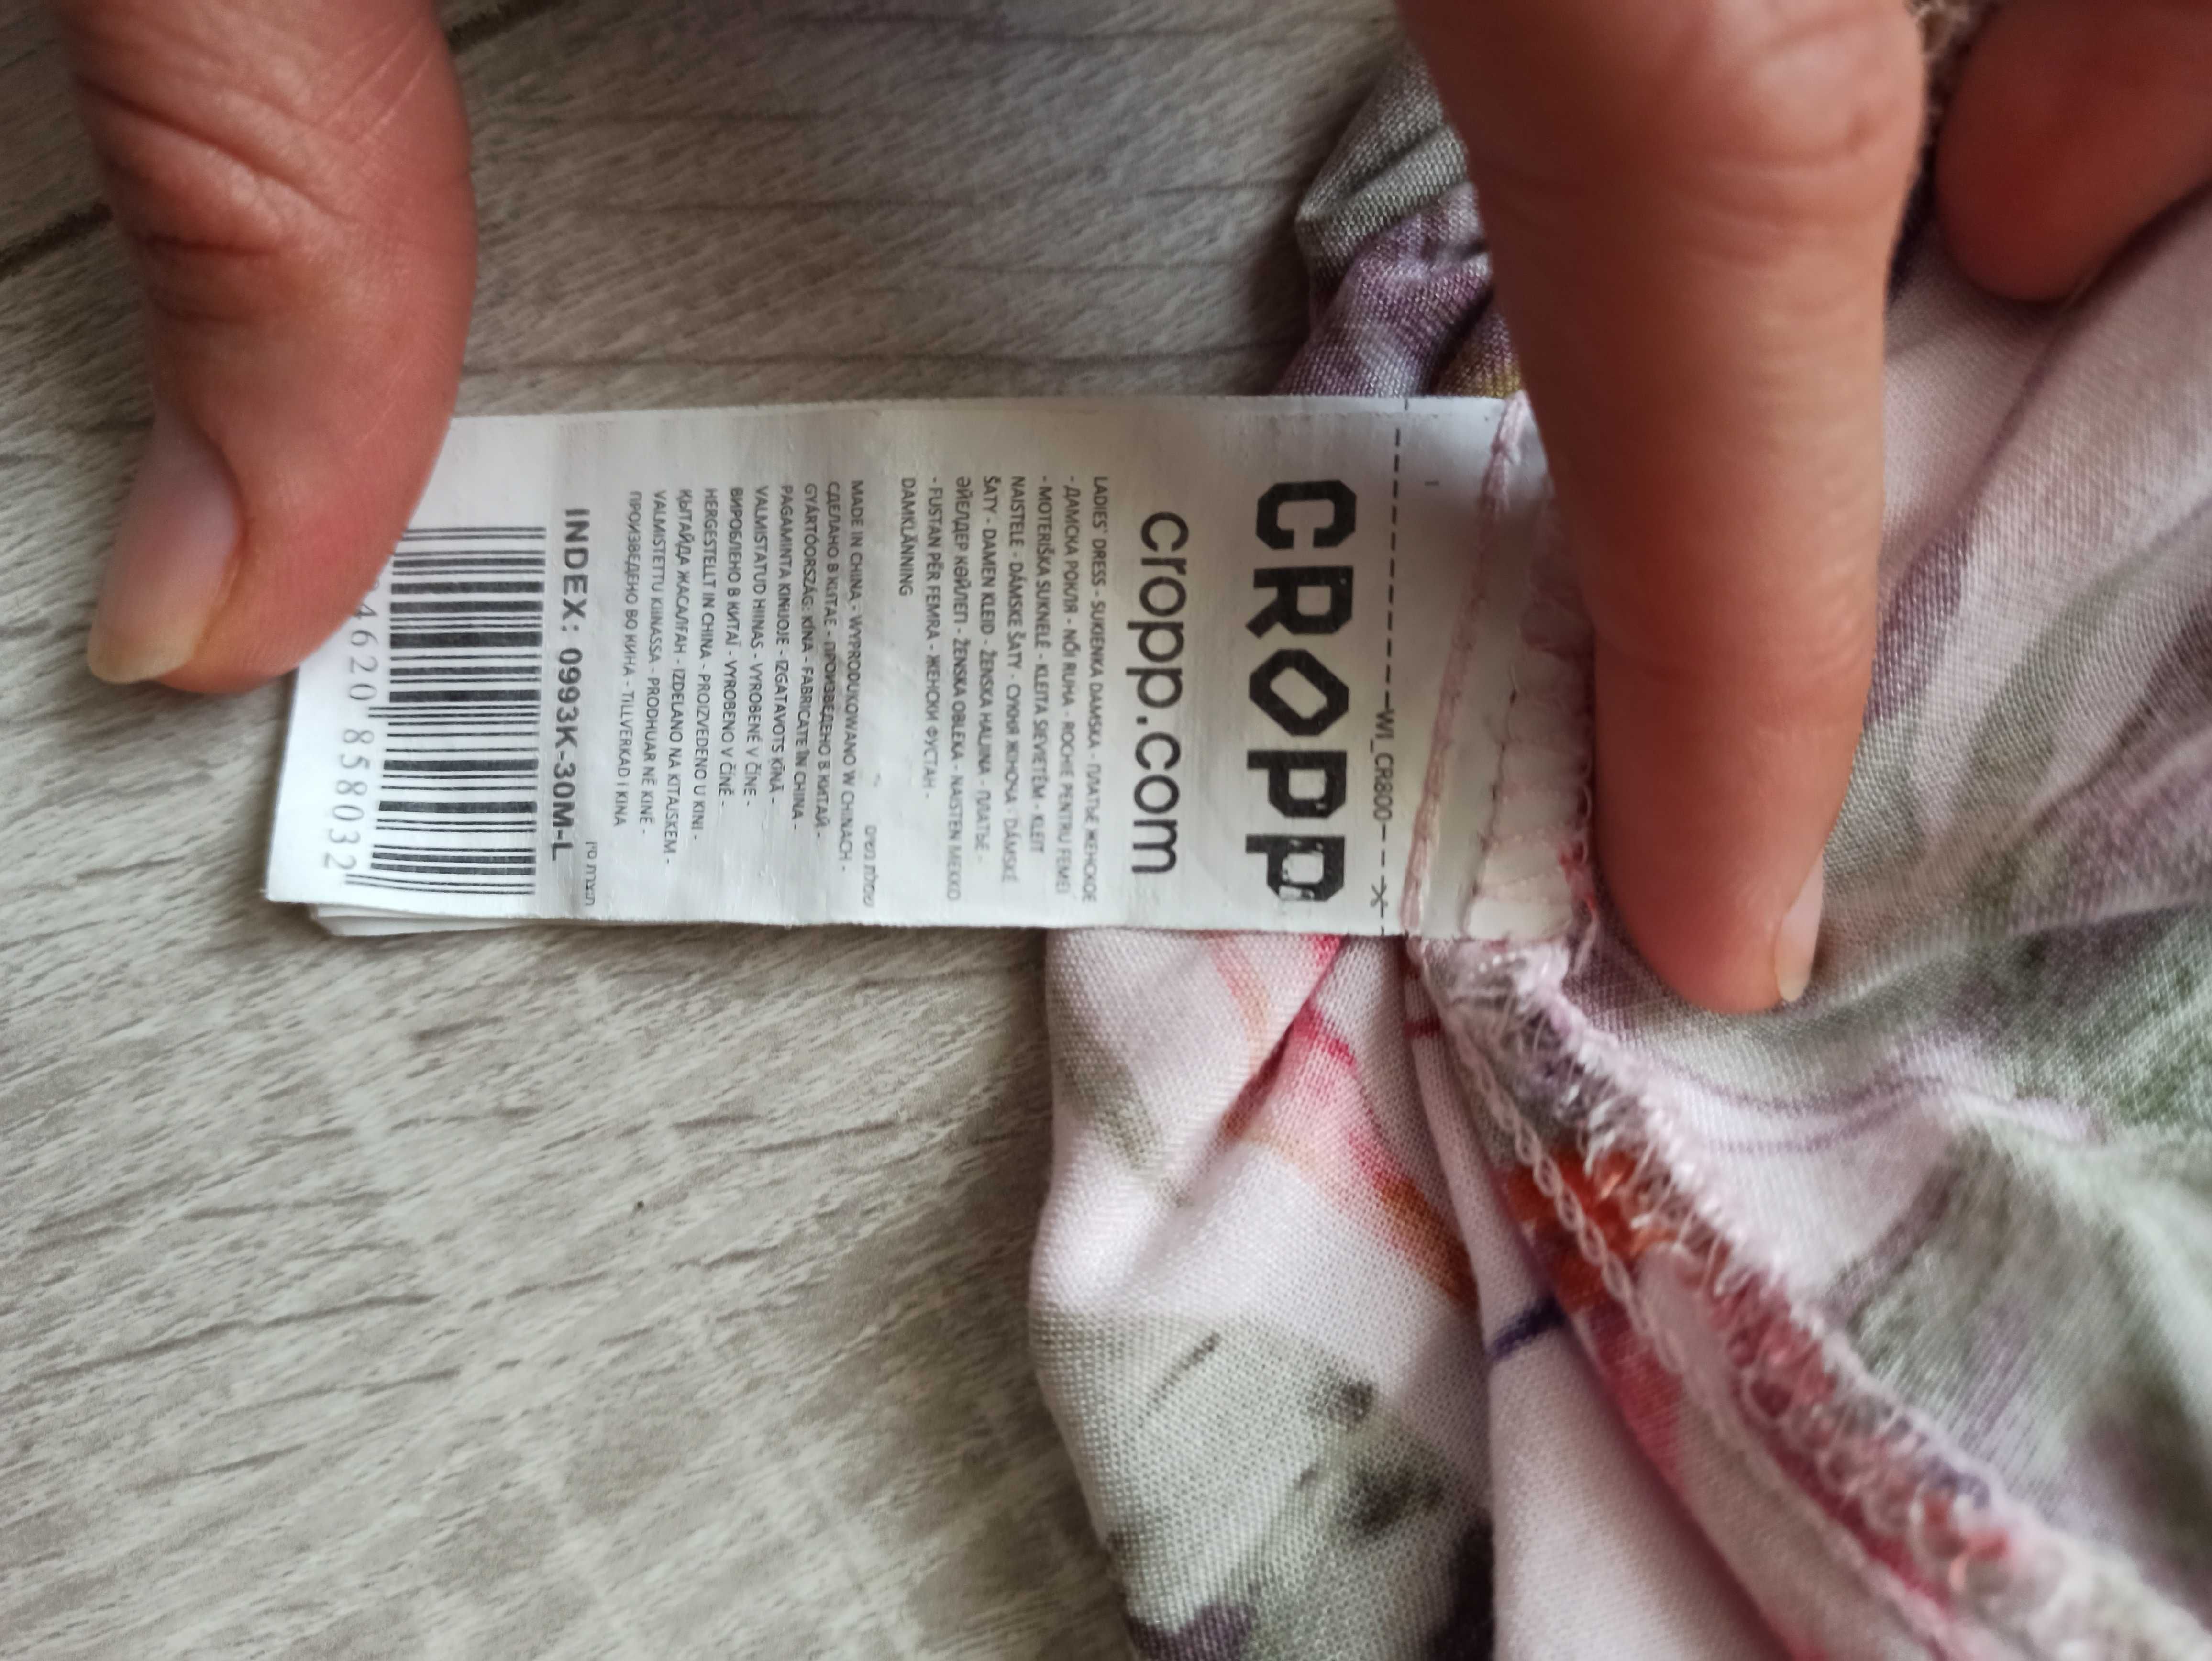 WI_CR800
CROPP
cropp.com
LADIES' DRESS - SUKIENKA DAMSKA - ПЛАТЬЕ ЖЕНСКОЕ
- ДАМСКА РОКЛЯ - NŐI RUHA - ROCHIE PENTRU FEMEI
- MOTERIŠKA SUKNELĖ - KLEITA SIEVIETĒM - KLEIT
NAISTELE - DÁMSKE ŠATY - СУКНЯ ЖІНОЧА - DÁMSKÉ
ŠATY - DAMEN KLEID - ŽENSKA HALJINA - ПЛАТЬЕ -
ӘЙЕЛДЕР КӨЙЛЕГІ - ŽENSKA OBLEKA - NAISTEN MEKKO
- FUSTAN PËR FEMRA - ЖЕНСКИ ФУСТАН -
DAMKLÄNNING
שמלת נשים
MADE IN CHINA - WYPRODUKOWANO W CHINACH -
СДЕЛАНО В КИТАЕ - ПРОИЗВЕДЕНО В КИТАЙ -
GYÁRTÓORSZÁG: KÍNA - FABRICATE ÎN CHINA -
PAGAMINTA KINIJOJE - IZGATAVOTS ĶĪNĀ -
VALMISTATUD HIINAS - VYROBENÉ V ČÍNE -
ВИРОБЛЕНО В КИТАЇ - VYROBENO V ČÍNĚ -
HERGESTELLT IN CHINA - PROIZVEDENO U KINI -
ҚЫТАЙДА ЖАСАЛҒАН - IZDELANO NA KITAJSKEM -
VALMISTETTU KIINASSA - PRODHUAR NË KINË -
ПРОИЗВЕДЕНО ВО КИНА - TILLVERKAD I KINA
תוצרת סין
INDEX: 0993K-30M-L
4620 858032